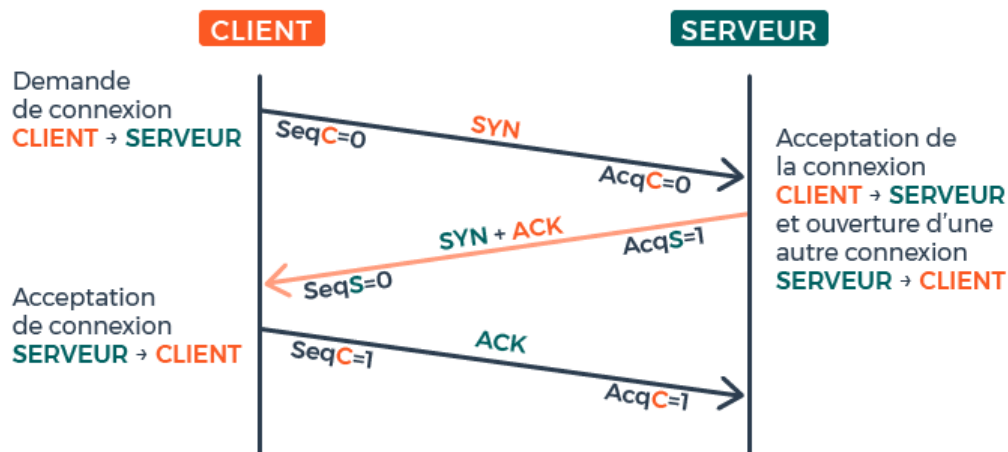 CLIENT
SERVEUR
Demande
de connexion
CLIENT → SERVEUR
SeqC=0
SYN
AcqC=0
Acceptation de
la connexion
CLIENT → SERVEUR
et ouverture d'une
autre connexion
SERVEUR → CLIENT
SYN + ACK
AcqS=1
SeqS=0
Acceptation
de connexion
SERVEUR → CLIENT
SeqC=1
ACK
AcqC=1